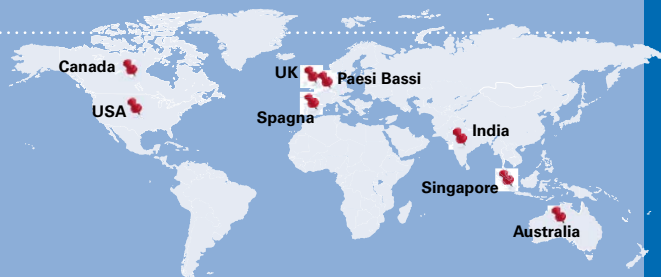 Canada
UK
Paesi Bassi
USA
Spagna
India
Singapore
Australia